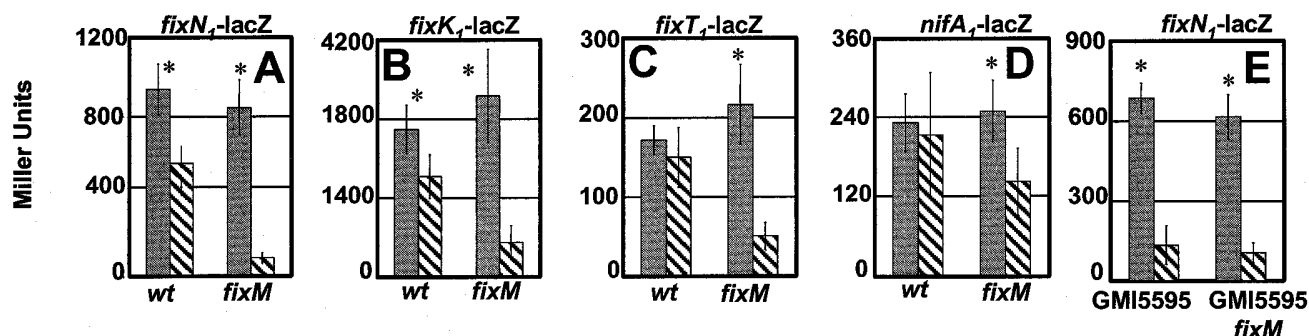 fixN₁-lacZ fixK₁-lacZ fixT₁-lacZ nifA₁-lacZ fixN₁-lacZ
Miller Units
1200
800
400
0
* * A
wt fixM
4200
1800
1400
0
B * *
wt fixM
300
200
100
0
C *
wt fixM
360
240
120
0
* D
wt fixM
900
600
300
0
* * E
GMI5595 GMI5595
fixM